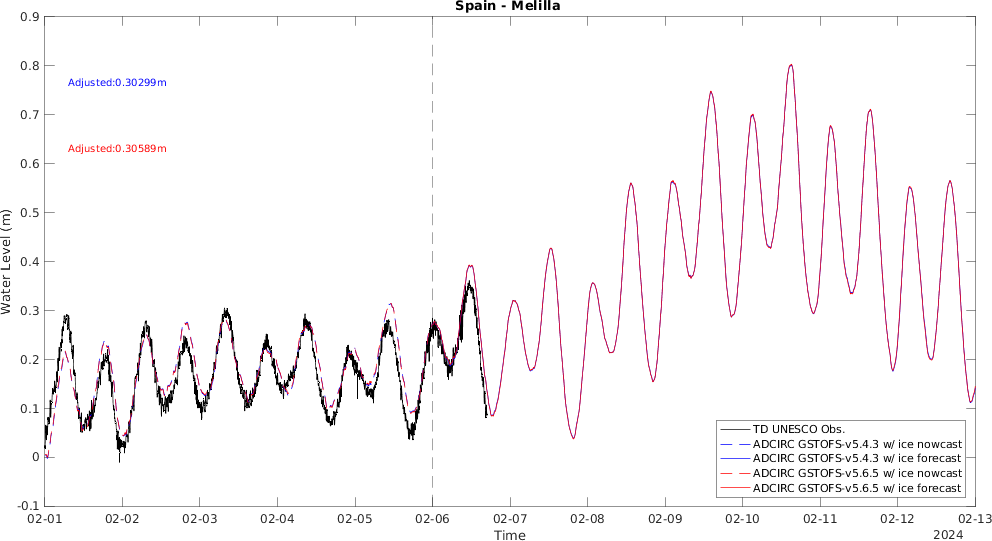 Spain - Melilla
Adjusted:0.30299m
Adjusted:0.30589m
Water Level (m)
0.9
0.8
0.7
0.6
0.5
0.4
0.3
0.2
0.1
0
-0.1
TD UNESCO Obs.
ADCIRC GSTOFS-v5.4.3 w/ ice nowcast
ADCIRC GSTOFS-v5.4.3 w/ ice forecast
ADCIRC GSTOFS-v5.6.5 w/ ice nowcast
ADCIRC GSTOFS-v5.6.5 w/ ice forecast
02-01 02-02 02-03 02-04 02-05 02-06 02-07 02-08 02-09 02-10 02-11 02-12 02-13
Time
2024